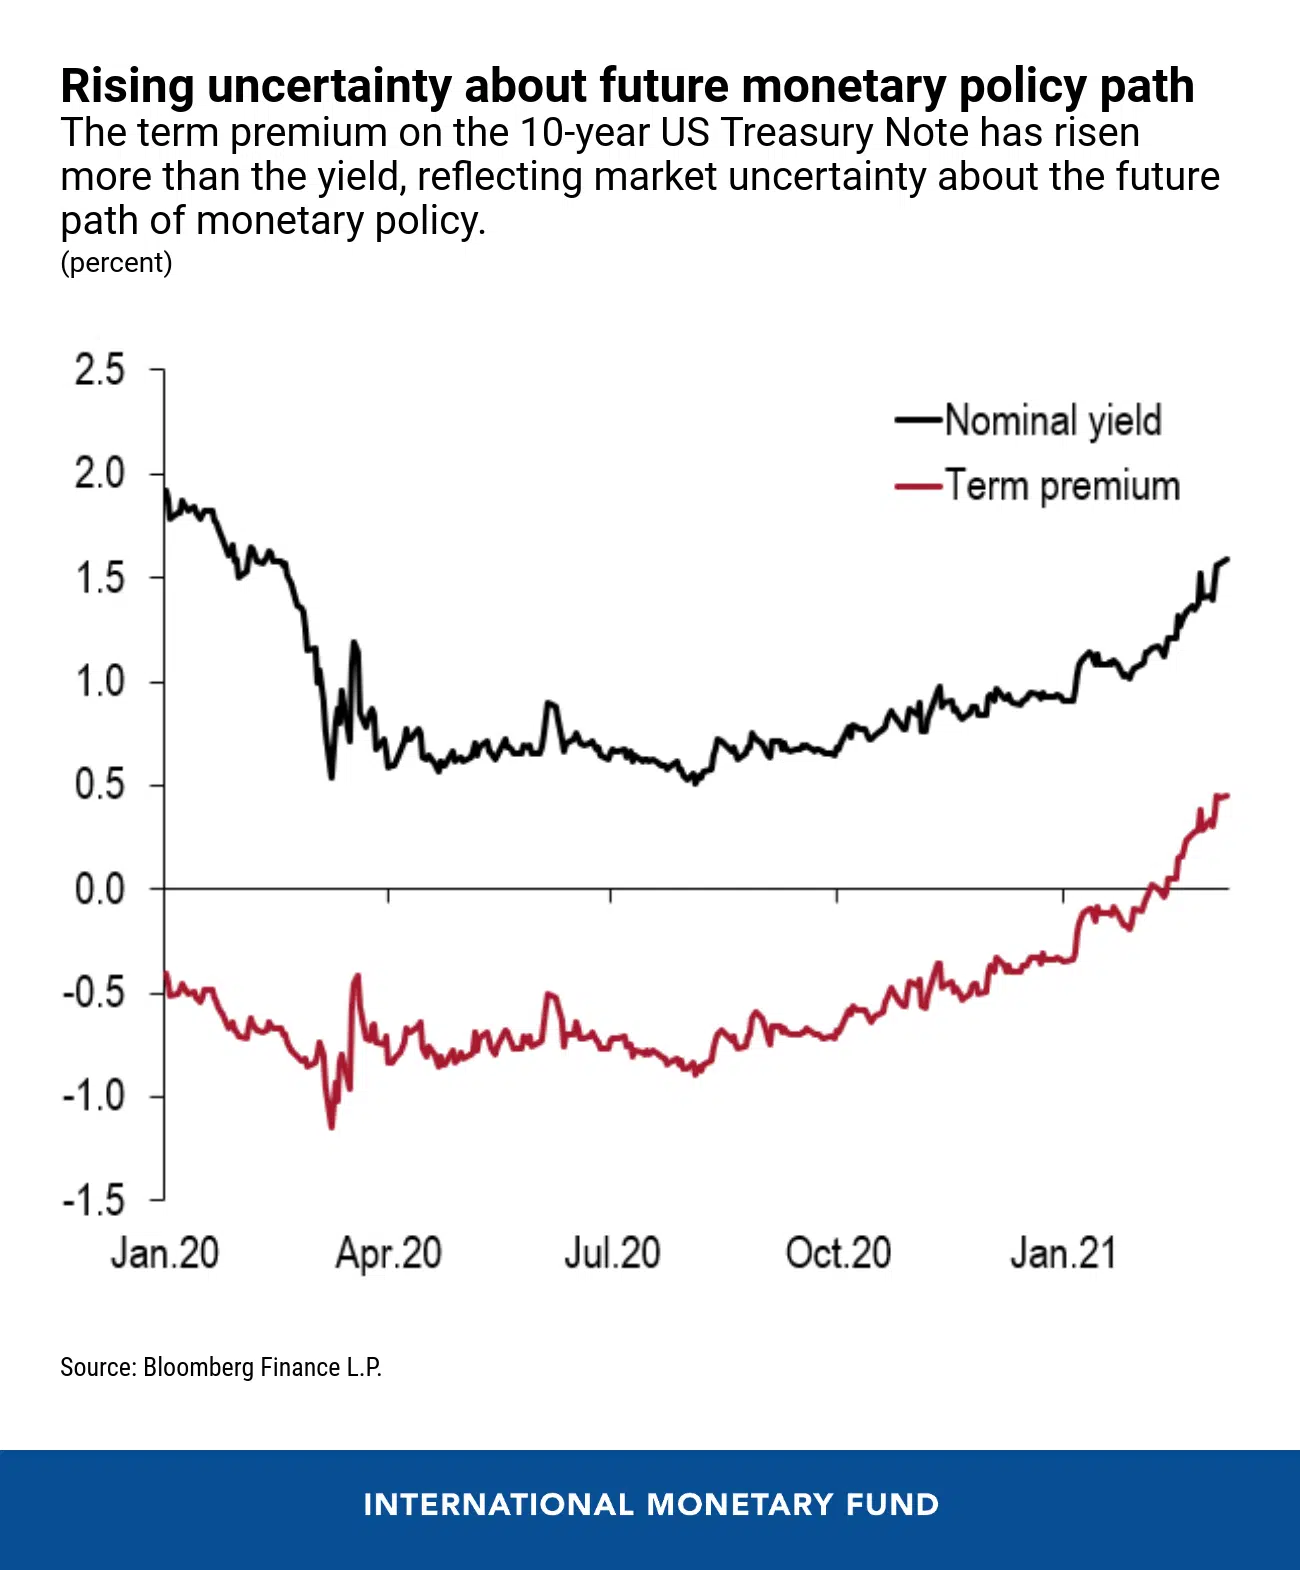 Rising uncertainty about future monetary policy path
The term premium on the 10-year US Treasury Note has risen
more than the yield, reflecting market uncertainty about the future
path of monetary policy.
(percent)
2.5
Nominal yield
2.0
Term premium
1.5
1.0
0.5
0.0
-0.5
-1.0
-1.5
Jan.20 Apr.20 Jul.20 Oct.20 Jan.21
Source: Bloomberg Finance L.P.
INTERNATIONAL MONETARY FUND